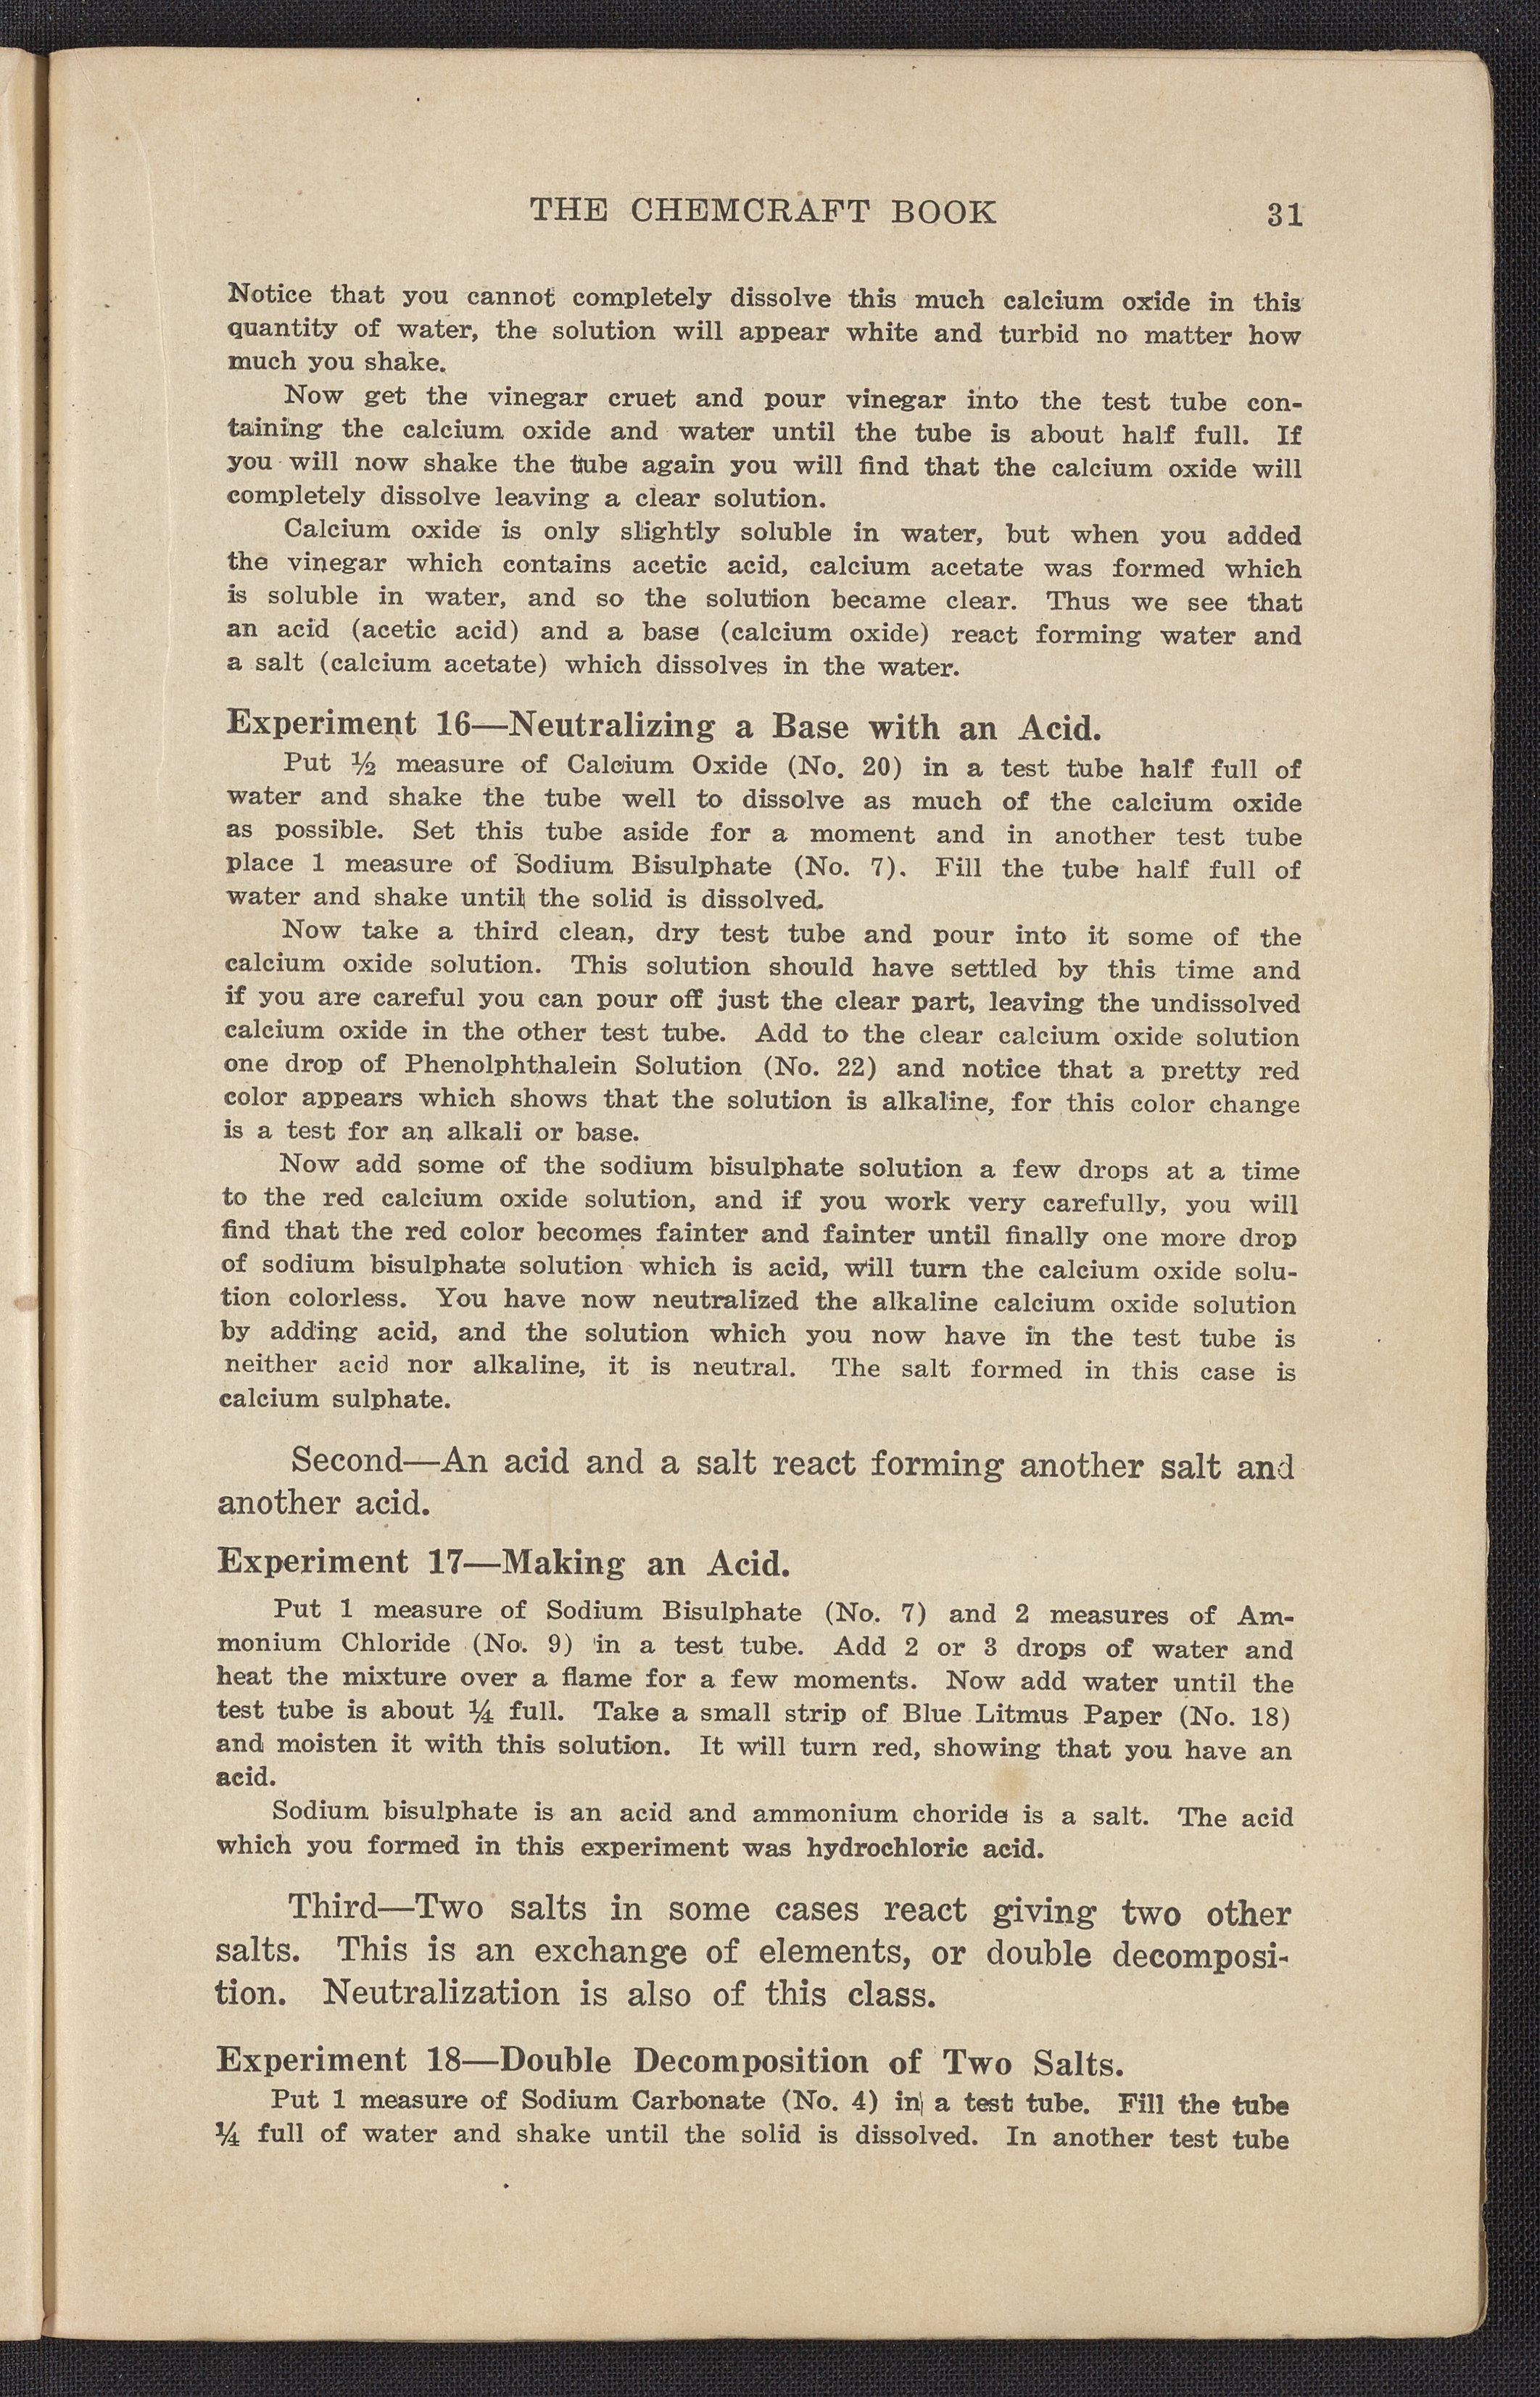 THE CHEMCRAFT BOOK 31
Notice that you cannot completely dissolve this much calcium oxide in this
quantity of water, the solution will appear white and turbid no matter how
much you shake.
Now get the vinegar cruet and pour vinegar into the test tube con-
taining the calcium oxide and water until the tube is about half full. If
you will now shake the tube again you will find that the calcium oxide will
completely dissolve leaving a clear solution.
Calcium oxide is only slightly soluble in water, but when you added
the vinegar which contains acetic acid, calcium acetate was formed which
is soluble in water, and so the solution became clear. Thus we see that
an acid (acetic acid) and a base (calcium oxide) react forming water and
a salt (calcium acetate) which dissolves in the water.
Experiment 16—Neutralizing a Base with an Acid.
Put ½ measure of Calcium Oxide (No. 20) in a test tube half full of
water and shake the tube well to dissolve as much of the calcium oxide
as possible. Set this tube aside for a moment and in another test tube
place 1 measure of Sodium Bisulphate (No. 7). Fill the tube half full of
water and shake until the solid is dissolved.
Now take a third clean, dry test tube and pour into it some of the
calcium oxide solution. This solution should have settled by this time and
if you are careful you can pour off just the clear part, leaving the undissolved
calcium oxide in the other test tube. Add to the clear calcium oxide solution
one drop of Phenolphthalein Solution (No. 22) and notice that a pretty red
color appears which shows that the solution is alkaline, for this color change
is a test for an alkali or base.
Now add some of the sodium bisulphate solution a few drops at a time
to the red calcium oxide solution, and if you work very carefully, you will
find that the red color becomes fainter and fainter until finally one more drop
of sodium bisulphate solution which is acid, will turn the calcium oxide solu-
tion colorless. You have now neutralized the alkaline calcium oxide solution
by adding acid, and the solution which you now have in the test tube is
neither acid nor alkaline, it is neutral. The salt formed in this case is
calcium sulphate.
Second—An acid and a salt react forming another salt and
another acid.
Experiment 17—Making an Acid.
Put 1 measure of Sodium Bisulphate (No. 7) and 2 measures of Am-
monium Chloride (No. 9) in a test tube. Add 2 or 3 drops of water and
heat the mixture over a flame for a few moments. Now add water until the
test tube is about ¼ full. Take a small strip of Blue Litmus Paper (No. 18)
and moisten it with this solution. It will turn red, showing that you have an
acid.
Sodium bisulphate is an acid and ammonium choride is a salt. The acid
which you formed in this experiment was hydrochloric acid.
Third—Two salts in some cases react giving two other
salts. This is an exchange of elements, or double decomposi-
tion. Neutralization is also of this class.
Experiment 18—Double Decomposition of Two Salts.
Put 1 measure of Sodium Carbonate (No. 4) in a test tube. Fill the tube
¼ full of water and shake until the solid is dissolved. In another test tube